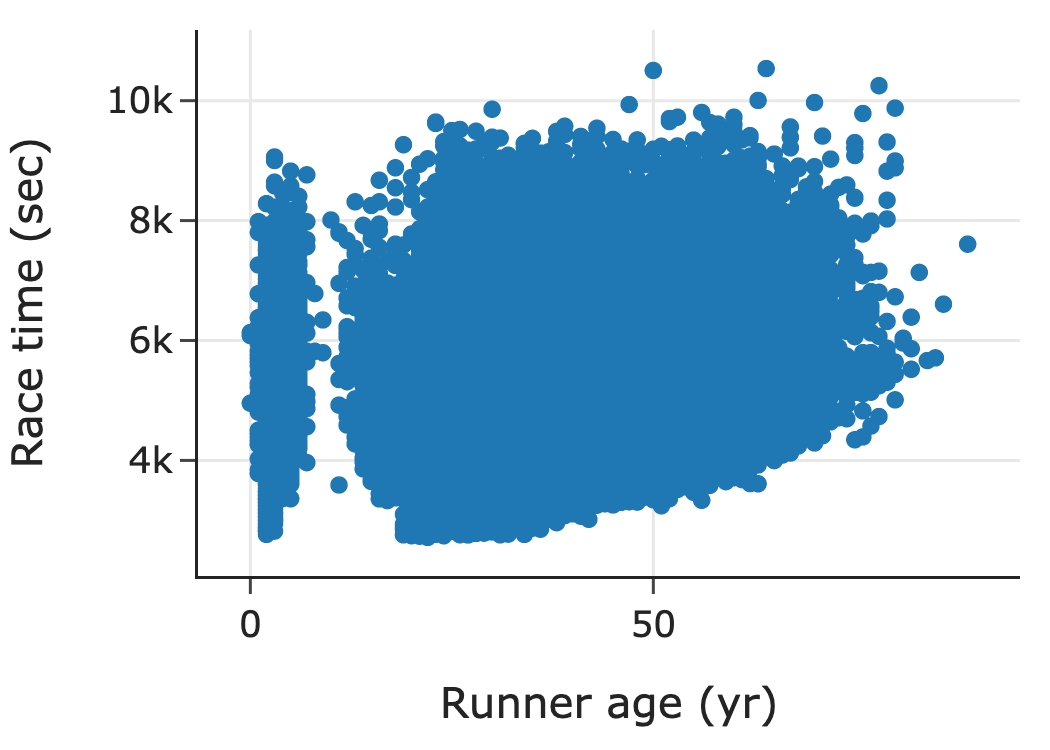 Race time (sec)
10k
8k
6k
4k
0
50
Runner age (yr)